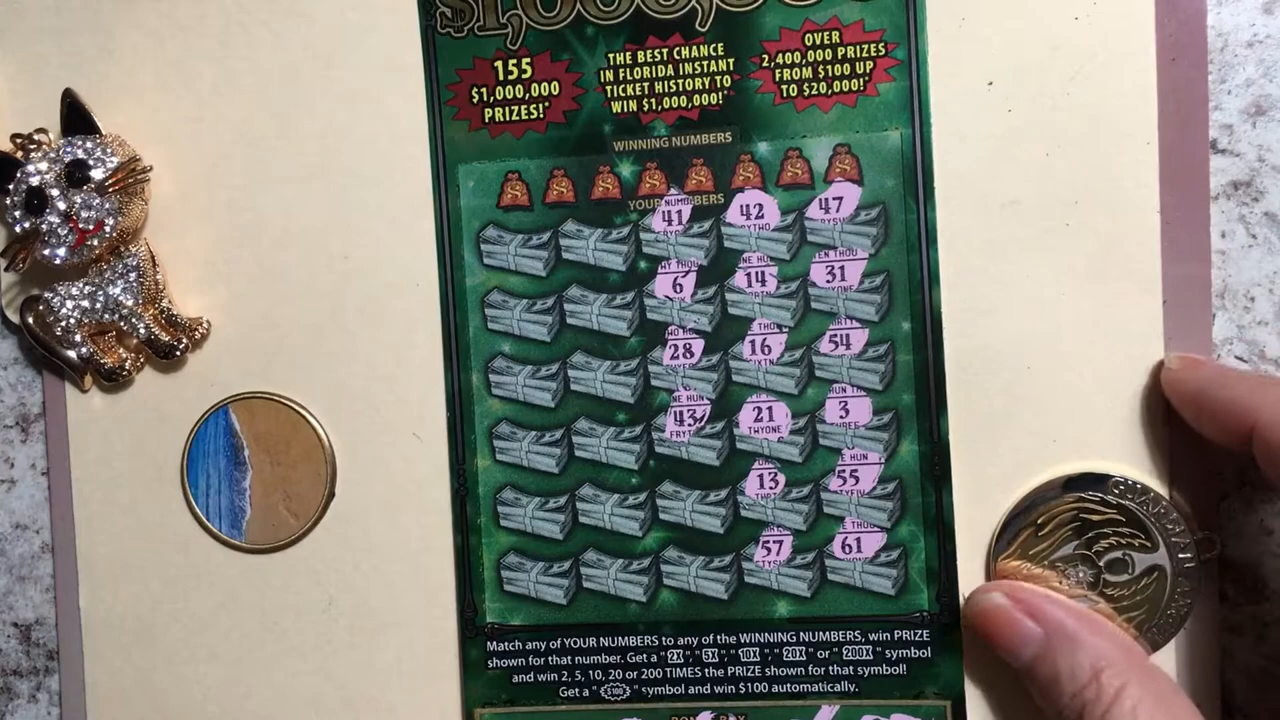 $1,000,000
155
$1,000,000
PRIZES!*
THE BEST CHANCE
IN FLORIDA INSTANT
TICKET HISTORY TO
WIN $1,000,000!*
OVER
2,400,000 PRIZES
FROM $100 UP
TO $20,000!*
WINNING NUMBERS
YOUR NUMBERS
41 42 47
6 14 31
28 16 54
43 21 3
13 55
57 61
Match any of YOUR NUMBERS to any of the WINNING NUMBERS, win PRIZE
shown for that number. Get a "2X", "5X", "10X", "20X" or "200X" symbol
and win 2, 5, 10, 20 or 200 TIMES the PRIZE shown for that symbol!
Get a "$100" symbol and win $100 automatically.
GUARDIAN ANGEL